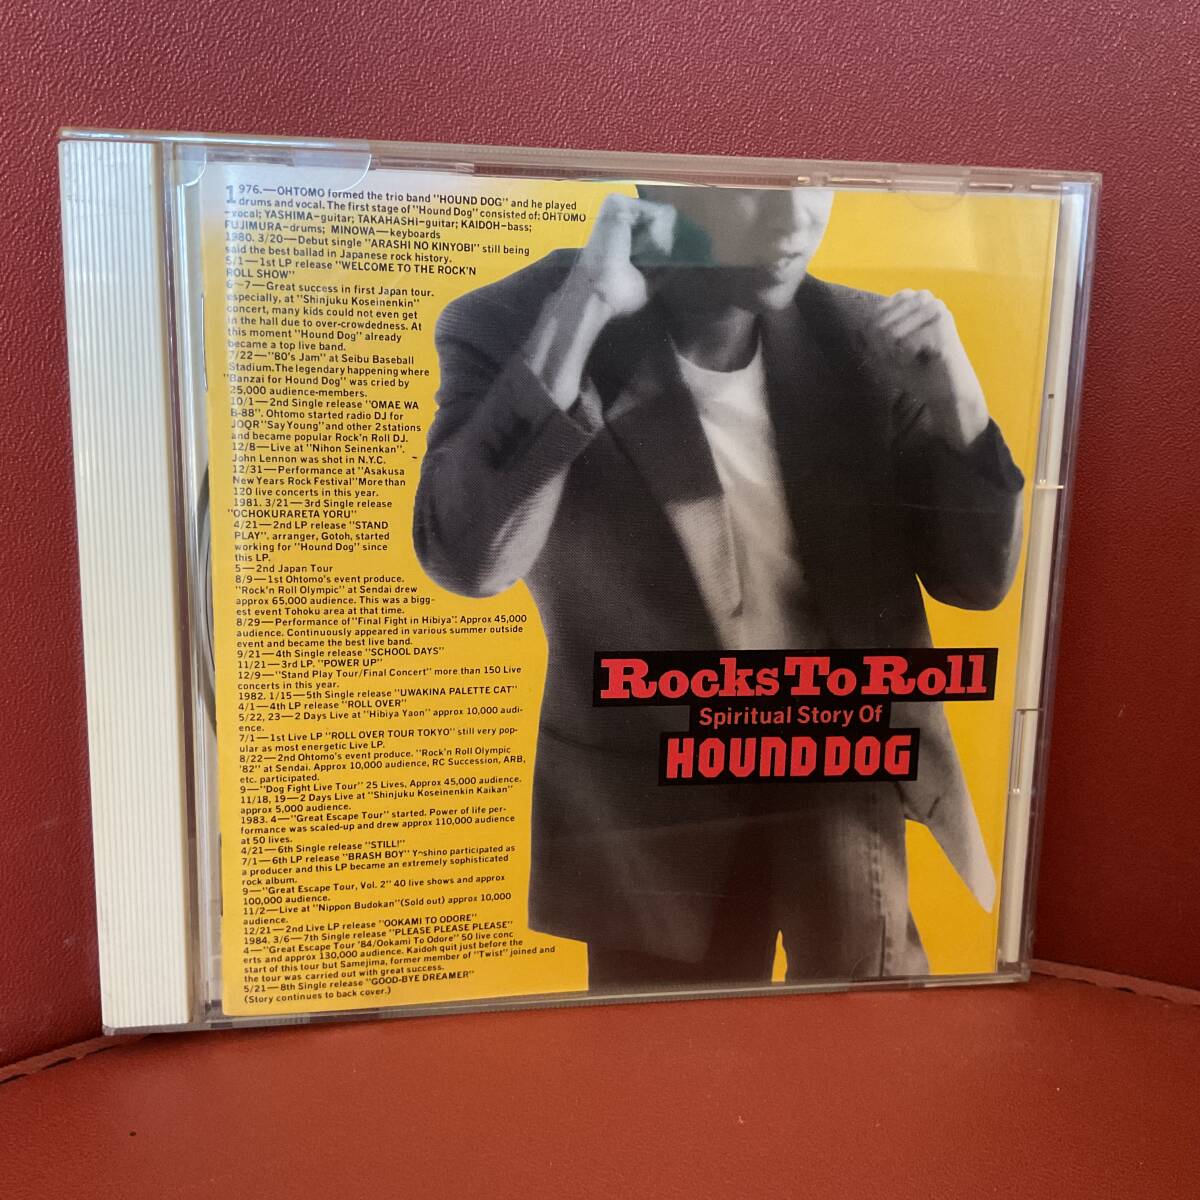 1976.—OHTOMO formed the trio band "HOUND DOG" and he played
drums and vocal. The first stage of "Hound Dog" consisted of: OHTOMO
-vocal; YASHIMA-guitar; TAKAHASHI-guitar; KAIDOH-bass;
FUJIMURA-drums; MINOWA—keyboards
1980. 3/20—Debut single "ARASHI NO KINYOBI" still being
said the best ballad in Japanese rock history.
5/1—1st LP release "WELCOME TO THE ROCK'N
ROLL SHOW"
6~7—Great success in first Japan tour.
especially, at "Shinjuku Koseinenkin"
concert, many kids could not even get
in the hall due to over-crowdedness. At
this moment "Hound Dog" already
became a top live band.
7/22—"80's Jam" at Seibu Baseball
Stadium.The legendary happening where
"Banzai for Hound Dog" was cried by
25,000 audience-members.
10/1—2nd Single release "OMAE WA
B-88". Ohtomo started radio DJ for
JOQR "Say Young" and other 2 stations
and became popular Rock'n Roll DJ.
12/8—Live at "Nihon Seinenkan".
John Lennon was shot in N.Y.C.
12/31—Performance at "Asakusa
New Years Rock Festival" More than
120 live concerts in this year.
1981. 3/21—3rd Single release
"OCHOKURARETA YORU"
4/21—2nd LP release "STAND
PLAY". arranger, Gotoh, started
working for "Hound Dog" since
this LP.
5—2nd Japan Tour
8/9—1st Ohtomo's event produce.
"Rock'n Roll Olympic" at Sendai drew
approx 65,000 audience. This was a bigg-
est event Tohoku area at that time.
8/29—Performance of "Final Fight in Hibiya". Approx 45,000
audience. Continuously appeared in various summer outside
event and became the best live band.
9/21—4th Single release "SCHOOL DAYS"
11/21—3rd LP. "POWER UP"
12/9—"Stand Play Tour/Final Concert" more than 150 Live
concerts in this year.
1982. 1/15—5th Single release "UWAKINA PALETTE CAT"
4/1—4th LP release "ROLL OVER"
5/22, 23—2 Days Live at "Hibiya Yaon" approx 10,000 audi-
ence.
7/1—1st Live LP "ROLL OVER TOUR TOKYO" still very pop-
ular as most energetic Live LP.
8/22—2nd Ohtomo's event produce. "Rock'n Roll Olympic
'82" at Sendai. Approx 10,000 audience, RC Succession, ARB,
etc. participated.
9—"Dog Fight Live Tour" 25 Lives, Approx 45,000 audience.
11/18, 19—2 Days Live at "Shinjuku Koseinenkin Kaikan"
approx 5,000 audience.
1983. 4—"Great Escape Tour" started. Power of life per-
formance was scaled-up and drew approx 110,000 audience
at 50 lives.
4/21—6th Single release "STILL!"
7/1—6th LP release "BRASH BOY" Y~shino participated as
a producer and this LP became an extremely sophisticated
rock album.
9—"Great Escape Tour, Vol. 2" 40 live shows and approx
100,000 audience.
11/2—Live at "Nippon Budokan" (Sold out) approx 10,000
audience.
12/21—2nd Live LP release "OOKAMI TO ODORE"
1984. 3/6—7th Single release "PLEASE PLEASE PLEASE"
4—"Great Escape Tour '84/Ookami To Odore" 50 live conc
erts and approx 130,000 audience. Kaidoh quit just before the
start of this tour but Samejima, former member of "Twist" joined and
the tour was carried out with great success.
5/21—8th Single release "GOOD-BYE DREAMER"
(Story continues to back cover.)
Rocks To Roll
Spiritual Story Of
HOUND DOG